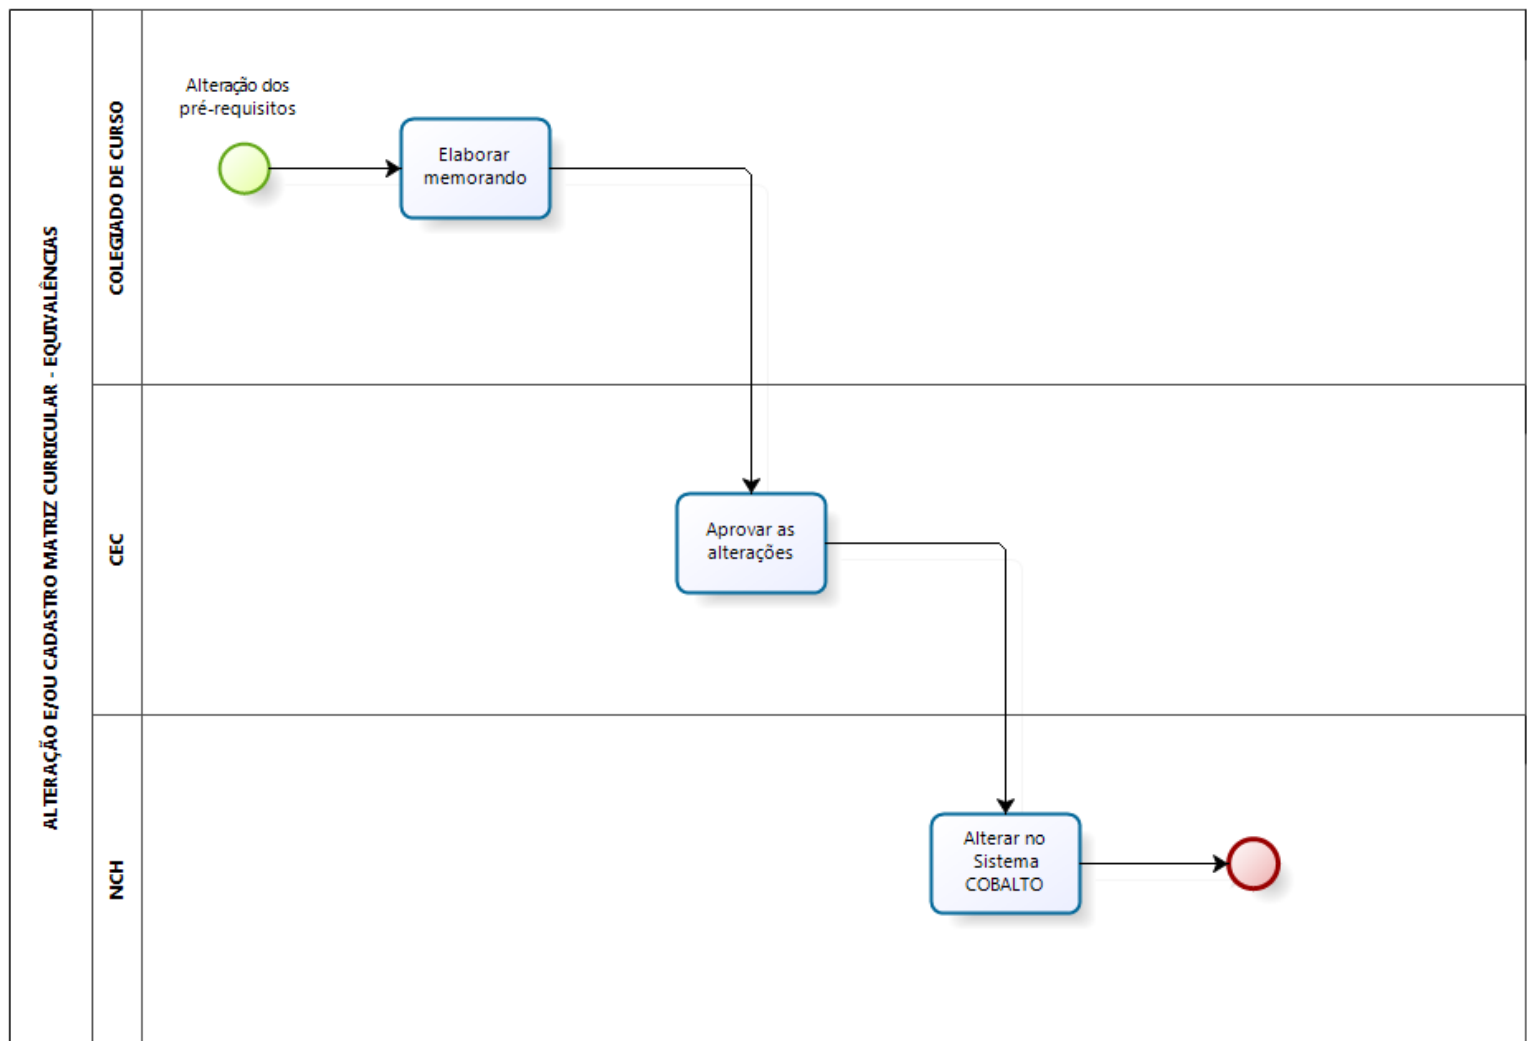 ALTERAÇÃO E/OU CADASTRO MATRIZ CURRICULAR - EQUIVALÊNCIAS
COLEGIADO DE CURSO
Alteração dos
pré-requisitos
Elaborar
memorando
CEC
Aprovar as
alterações
NCH
Alterar no
Sistema
COBALTO